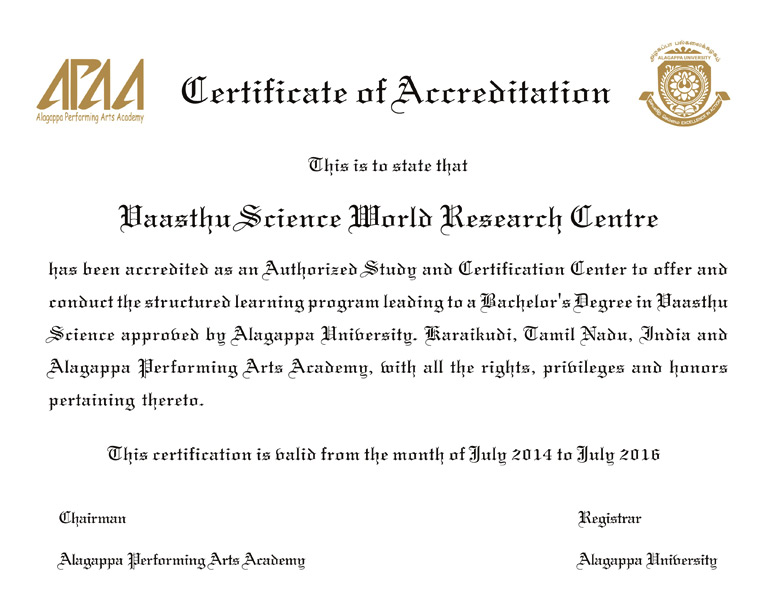 APAA
Alagappa Performing Arts Academy
அழகப்பா பல்கலைக்கழகம்
ALAGAPPA UNIVERSITY
Certificate of Accreditation
This is to state that
Vaasthu Science World Research Centre
has been accredited as an Authorized Study and Certification Center to offer and
conduct the structured learning program leading to a Bachelor's Degree in Vaasthu
Science approved by Alagappa University. Karaikudi, Tamil Nadu, India and
Alagappa Performing Arts Academy, with all the rights, privileges and honors
pertaining thereto.
This certification is valid from the month of July 2014 to July 2016
Chairman
Registrar
Alagappa Performing Arts Academy
Alagappa University